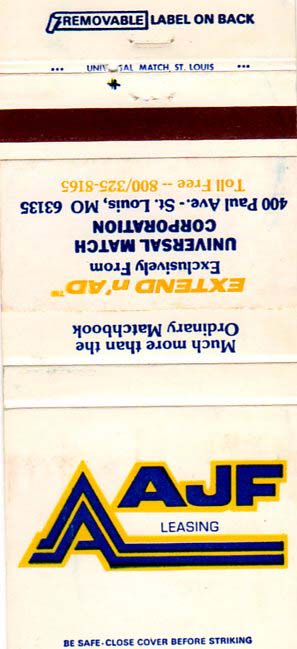 REMOVABLE LABEL ON BACK
*** MATCH, ST. LOUIS ***
Much more than the
Ordinary Matchbook
EXTEND n' AD™
Exclusively From
UNIVERSAL MATCH
CORPORATION
400 Paul Ave. - St. Louis, MO 63135
Toll Free -- 800/325-8165
AJF
LEASING
BE SAFE - CLOSE COVER BEFORE STRIKING